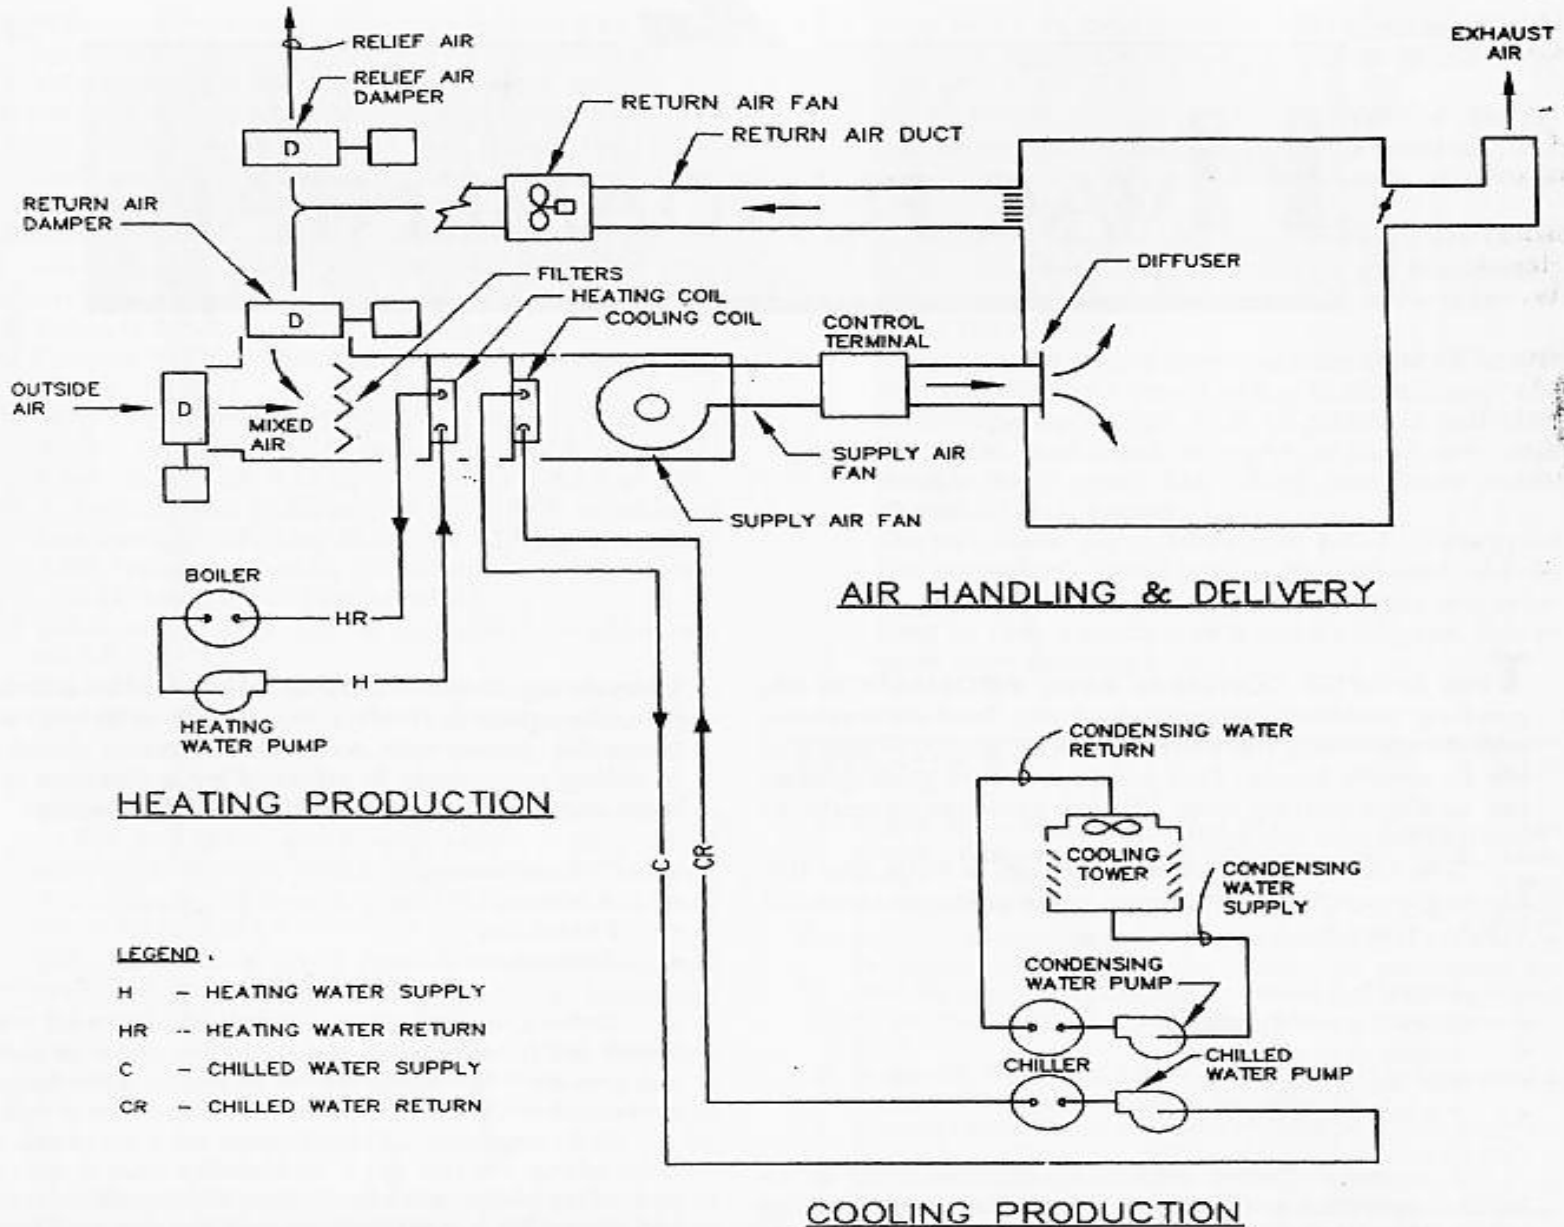 RELIEF AIR
RELIEF AIR
DAMPER
D
RETURN AIR FAN
RETURN AIR DUCT
EXHAUST
AIR
RETURN AIR
DAMPER
D
FILTERS
HEATING COIL
COOLING COIL
CONTROL
TERMINAL
DIFFUSER
OUTSIDE
AIR
D
MIXED
AIR
SUPPLY AIR
FAN
SUPPLY AIR FAN
AIR HANDLING & DELIVERY
BOILER
HR
H
HEATING
WATER PUMP
HEATING PRODUCTION
C
CR
CONDENSING WATER
RETURN
COOLING
TOWER
CONDENSING
WATER
SUPPLY
CONDENSING
WATER PUMP
CHILLER
CHILLED
WATER PUMP
COOLING PRODUCTION
LEGEND
H - HEATING WATER SUPPLY
HR - HEATING WATER RETURN
C - CHILLED WATER SUPPLY
CR - CHILLED WATER RETURN